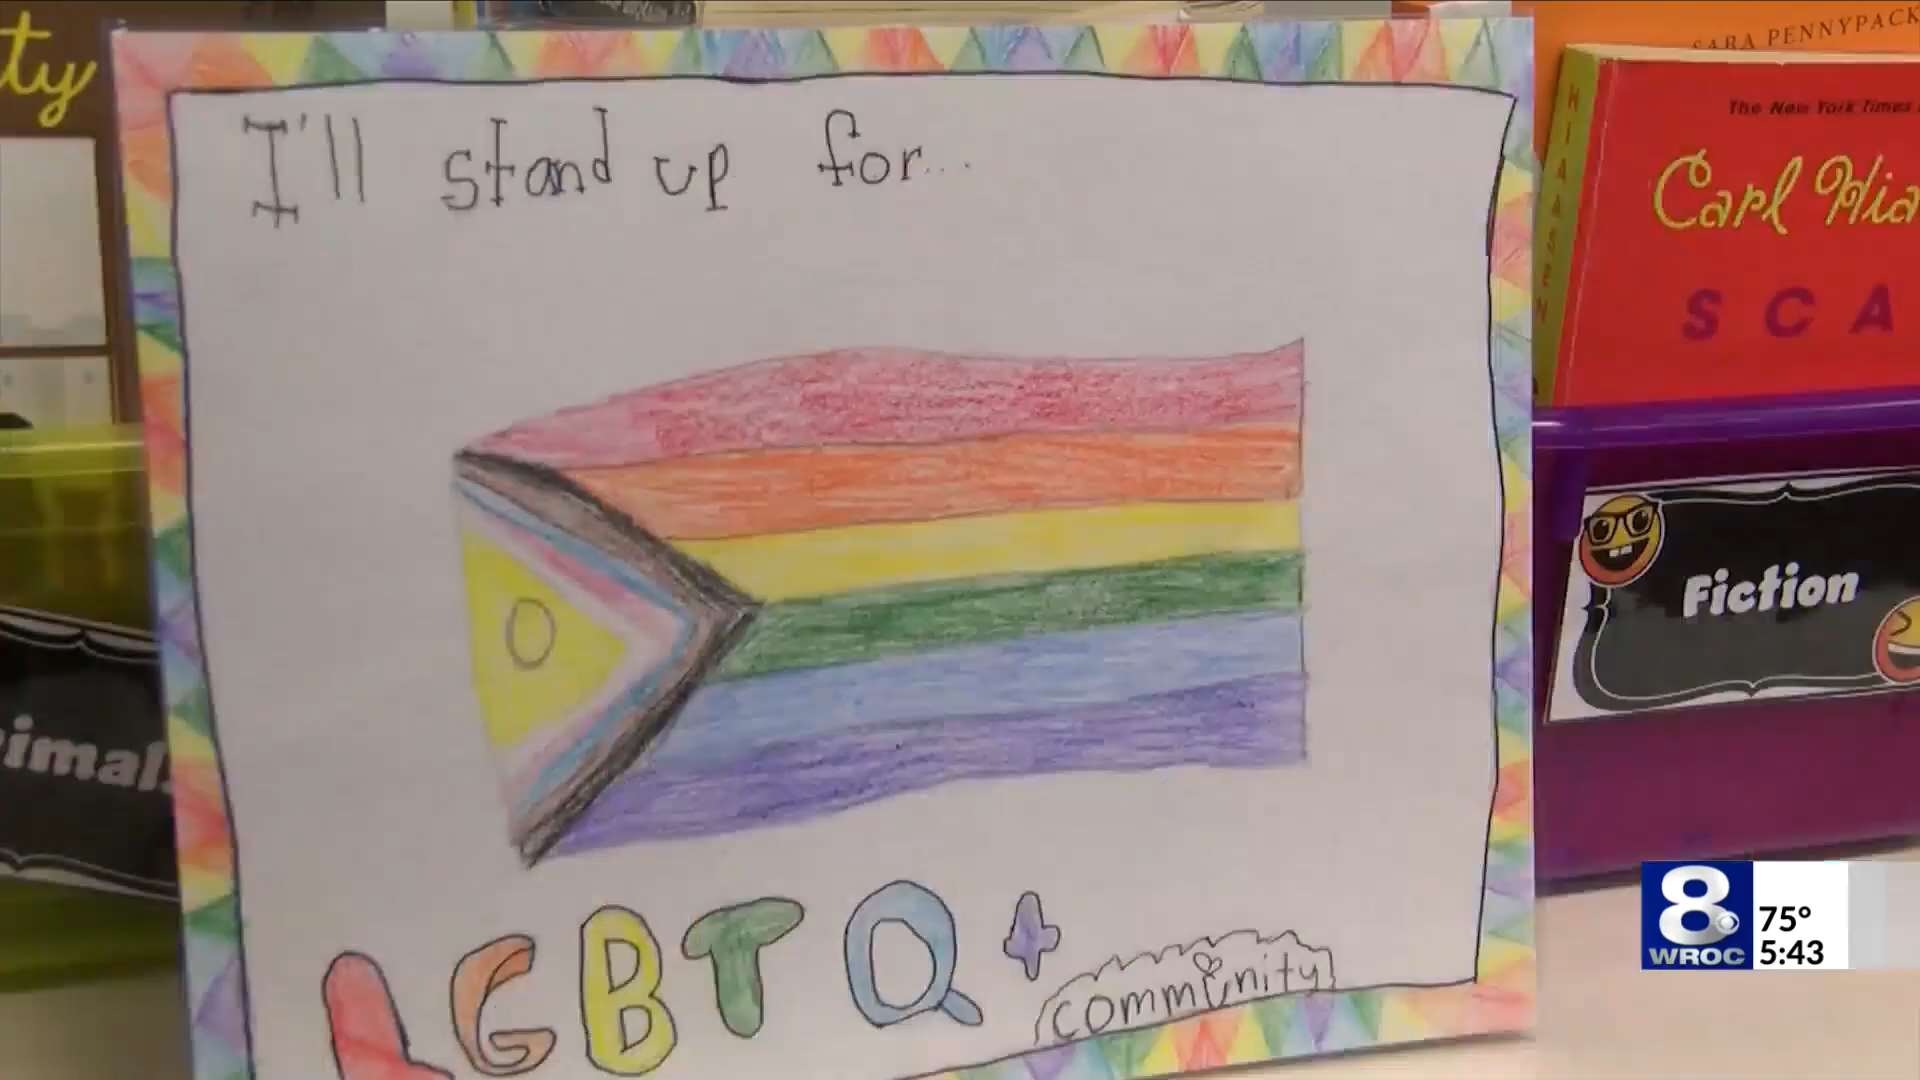 I'll stand up for...
LGBTQ+
community
ty
imal
SARA PENNYPACK
HIAASEN
The New York Times
Carl Hia
SCA
Fiction
8
WROC
75°
5:43